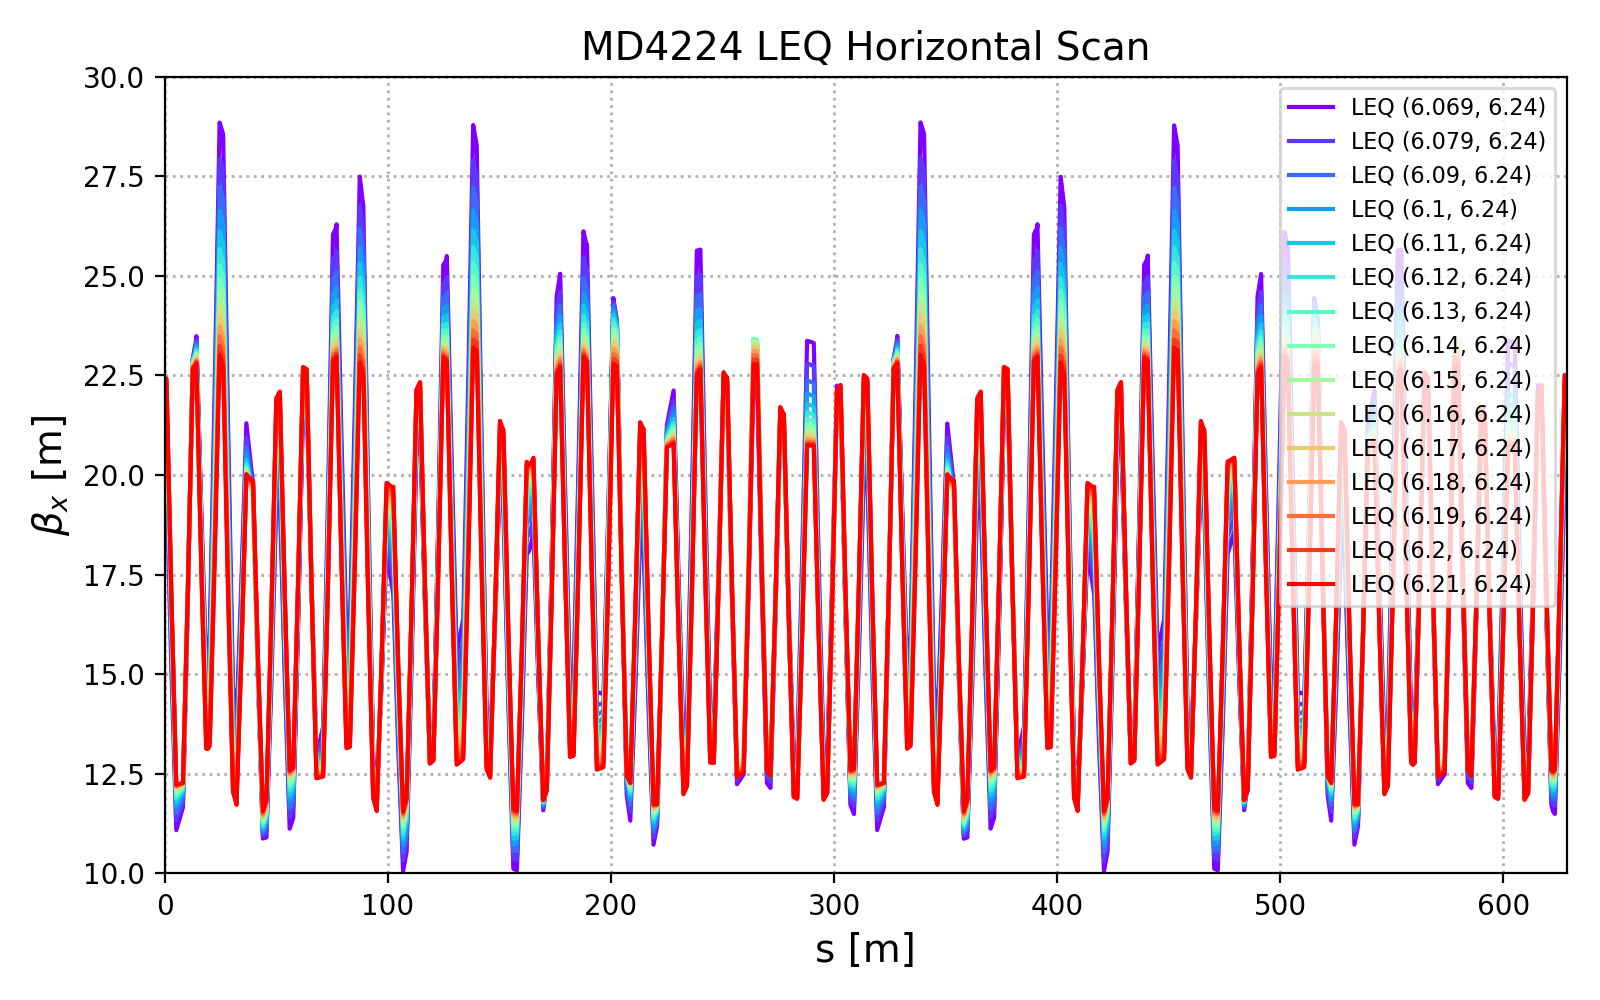 MD4224 LEQ Horizontal Scan
30.0
27.5
25.0
22.5
20.0
17.5
15.0
12.5
10.0
βx [m]
LEQ (6.069, 6.24)
LEQ (6.079, 6.24)
LEQ (6.09, 6.24)
LEQ (6.1, 6.24)
LEQ (6.11, 6.24)
LEQ (6.12, 6.24)
LEQ (6.13, 6.24)
LEQ (6.14, 6.24)
LEQ (6.15, 6.24)
LEQ (6.16, 6.24)
LEQ (6.17, 6.24)
LEQ (6.18, 6.24)
LEQ (6.19, 6.24)
LEQ (6.2, 6.24)
LEQ (6.21, 6.24)
0 100 200 300 400 500 600
s [m]